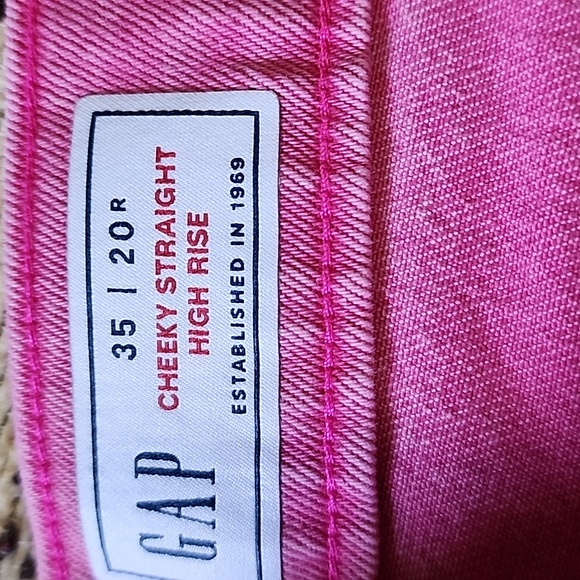 GAP
35 | 20R
CHEEKY STRAIGHT
HIGH RISE
ESTABLISHED IN 1969